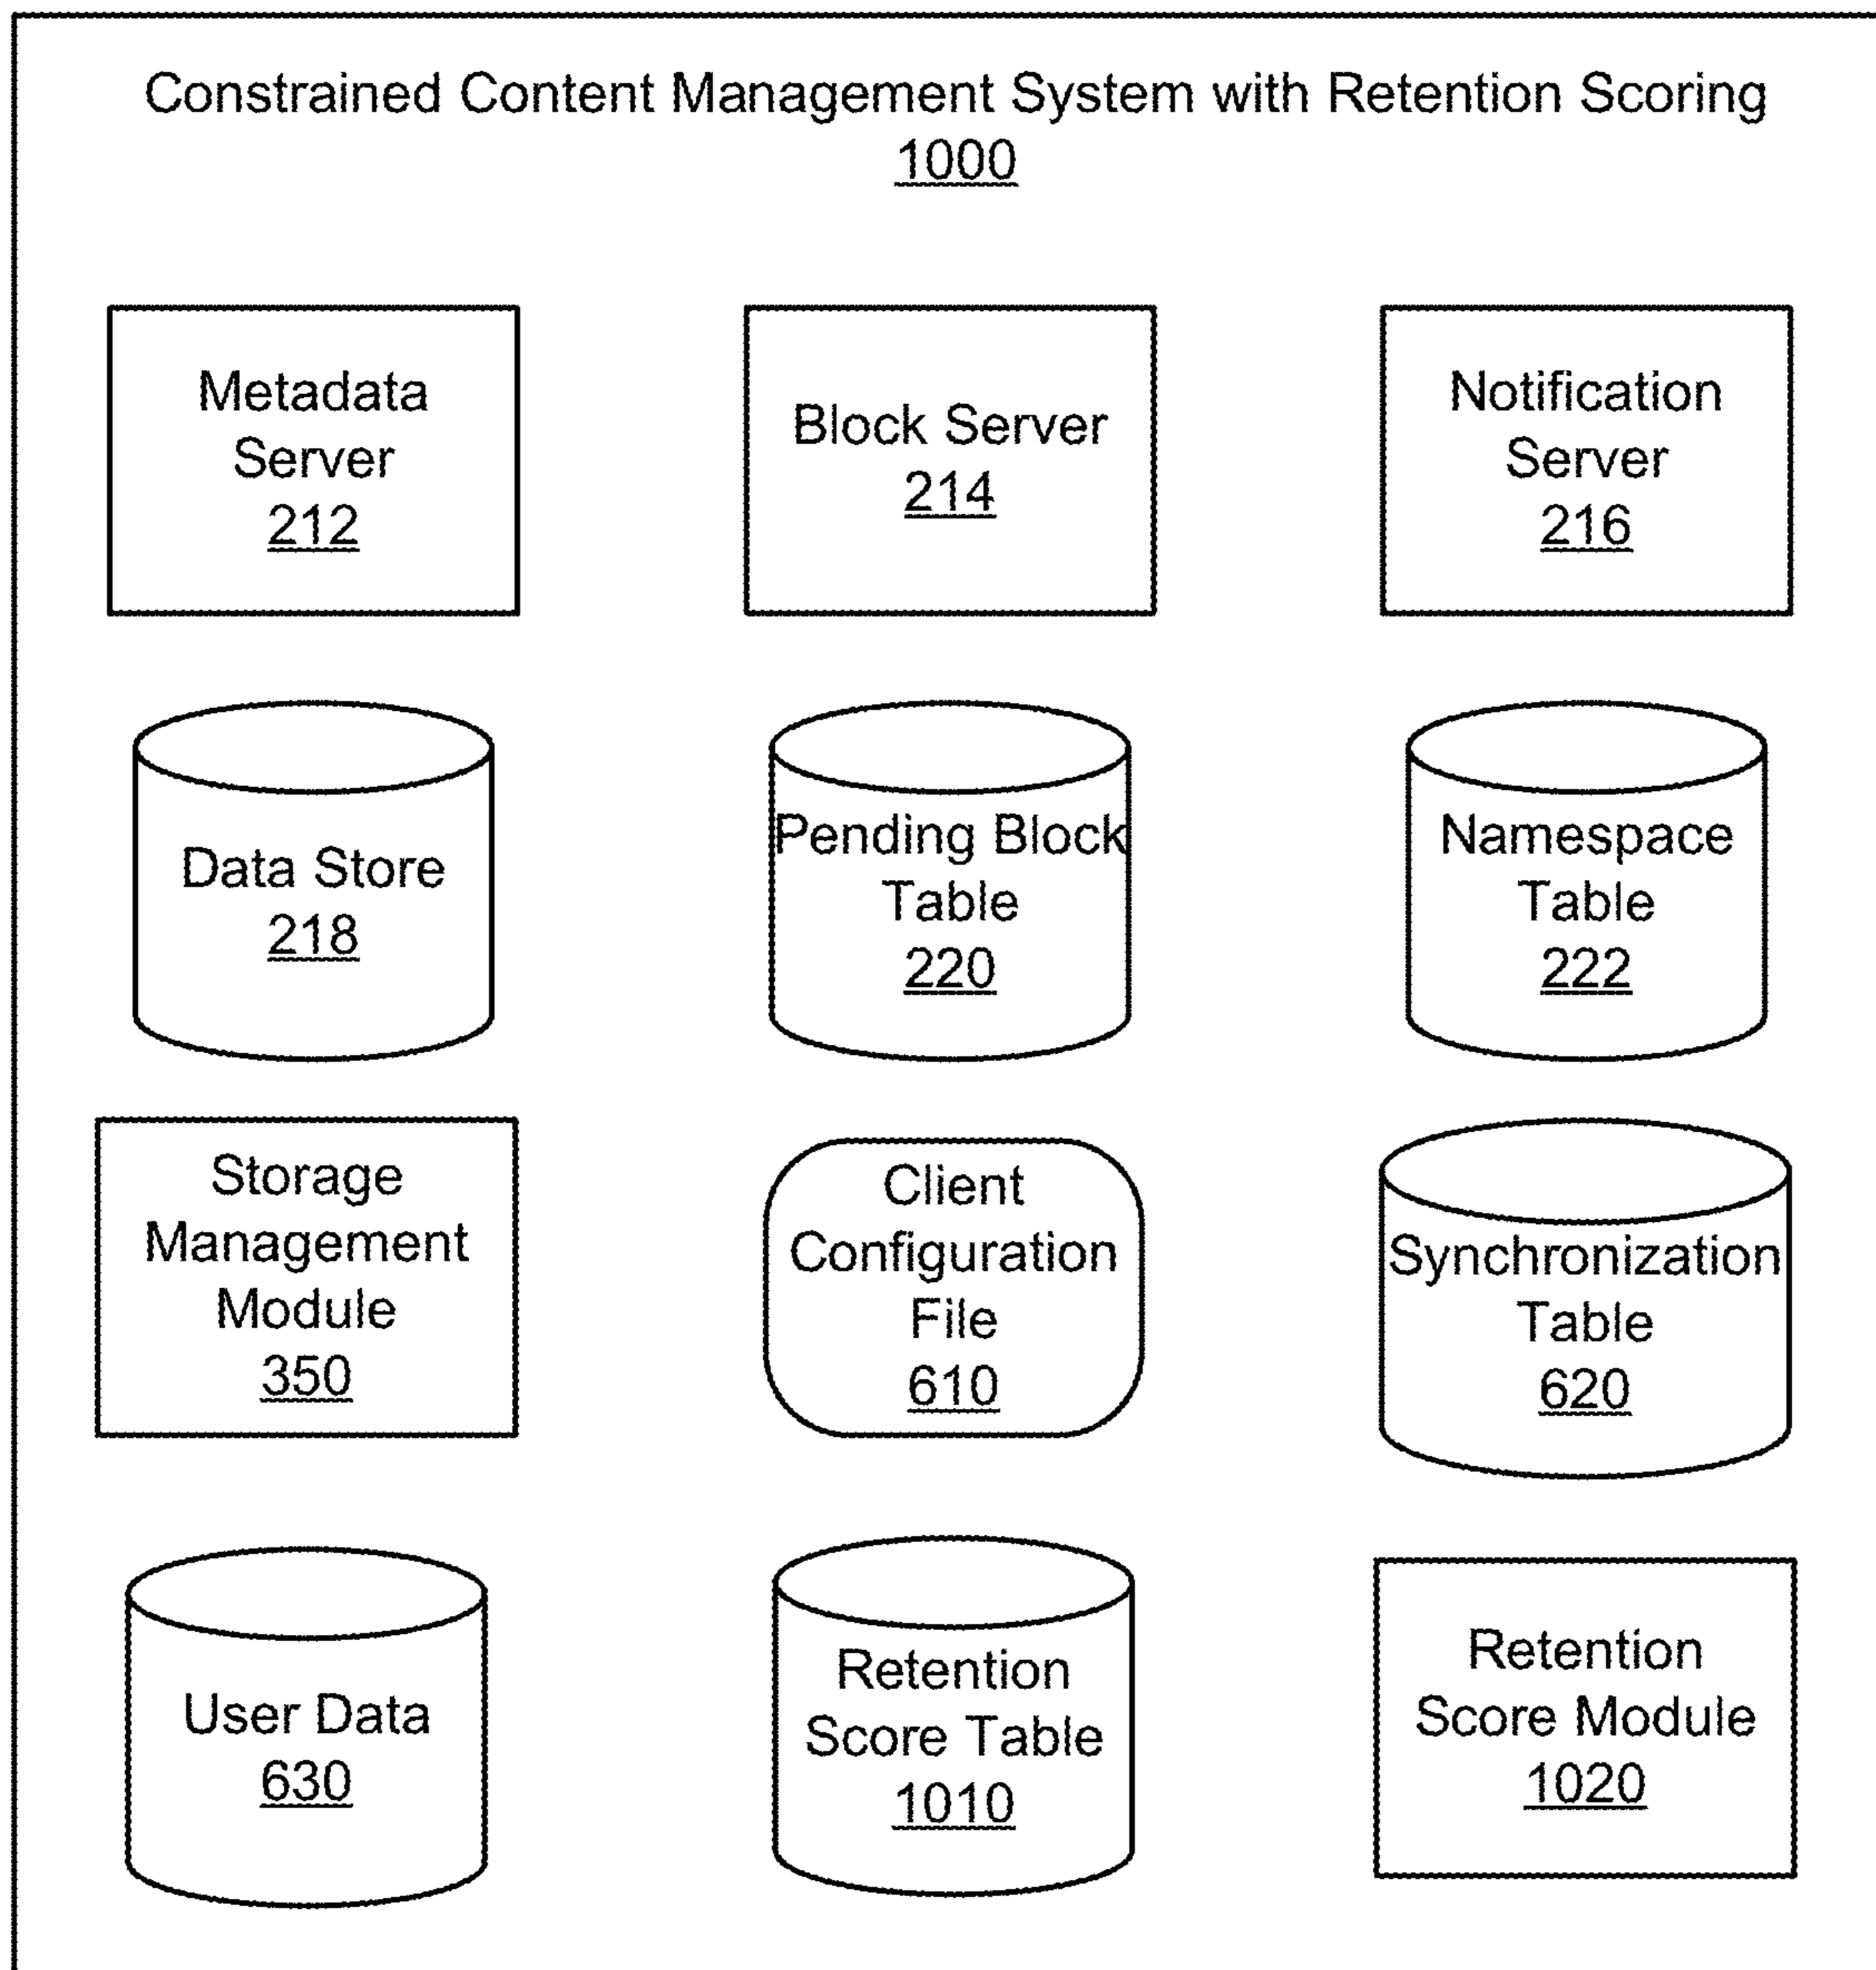 Constrained Content Management System with Retention Scoring
1000
Metadata
Server
212
Block Server
214
Notification
Server
216
Data Store
218
Pending Block
Table
220
Namespace
Table
222
Storage
Management
Module
350
Client
Configuration
File
610
Synchronization
Table
620
User Data
630
Retention
Score Table
1010
Retention
Score Module
1020